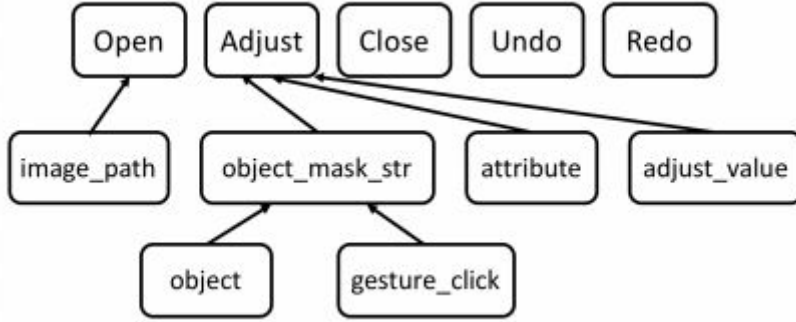 Open Adjust Close Undo Redo
image_path object_mask_str attribute adjust_value
object gesture_click